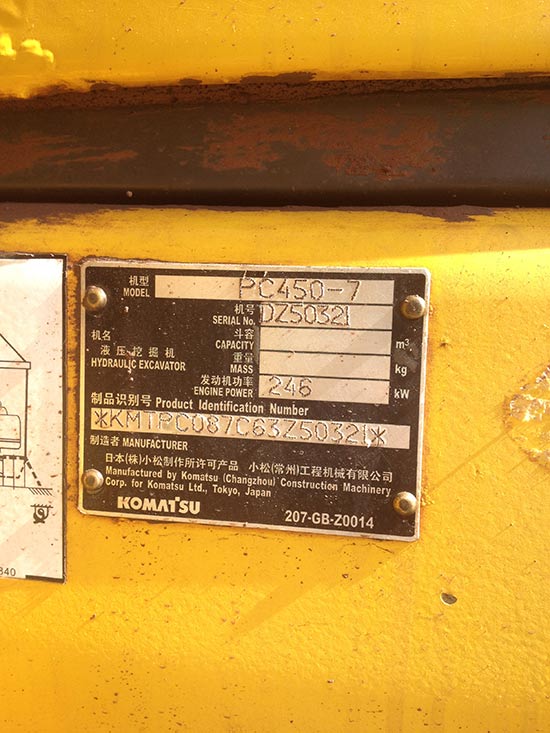 机型
MODEL PC450-7
机号
SERIAL No. DZ50321
机名
液压挖掘机
HYDRAULIC EXCAVATOR
斗容
CAPACITY m³
重量
MASS kg
发动机功率
ENGINE POWER 246 kW
制品识别号 Product Identification Number
*KMTPC087C63Z50321*
制造者 MANUFACTURER
日本(株)小松制作所许可产品 小松(常州)工程机械有限公司
Manufactured by Komatsu (Changzhou) Construction Machinery
Corp. for Komatsu Ltd., Tokyo, Japan
KOMATSU
207-GB-Z0014
340